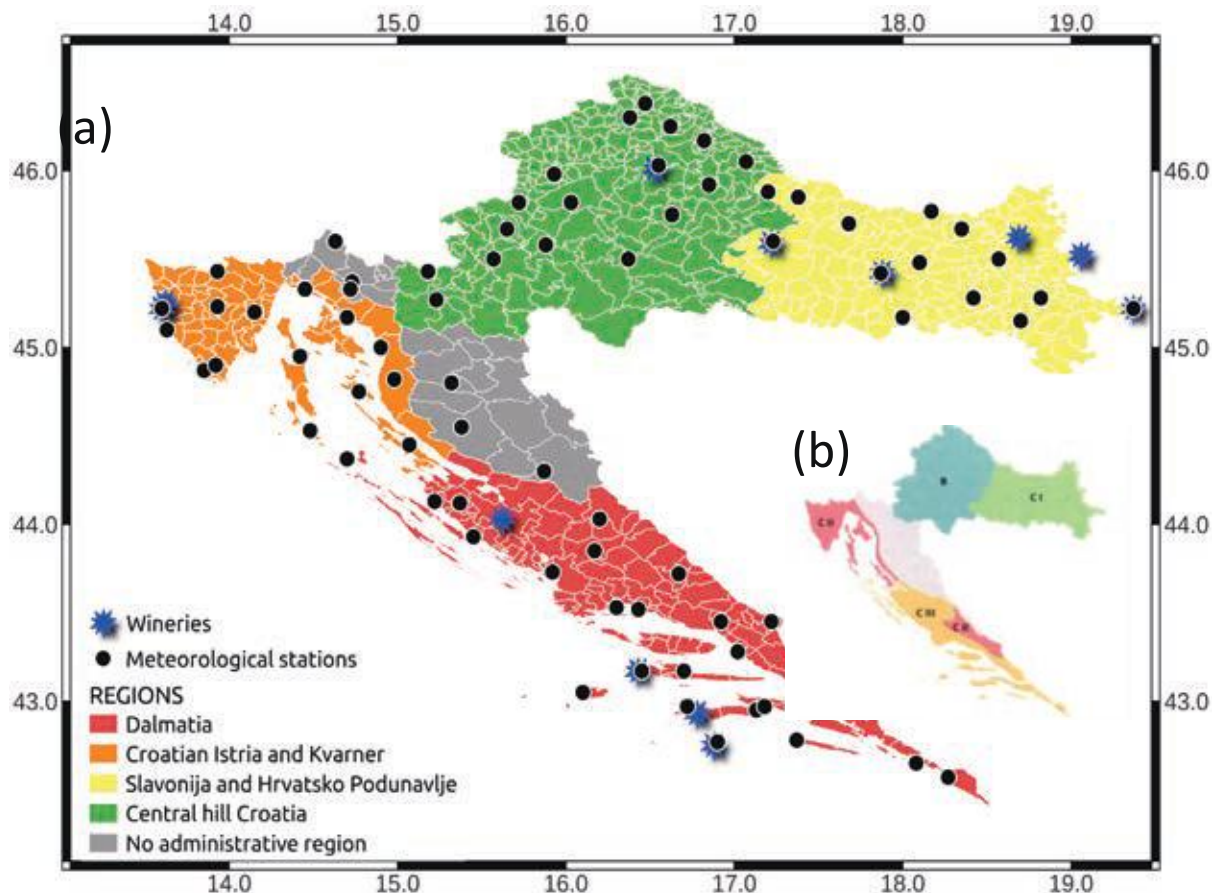 14.0 15.0 16.0 17.0 18.0 19.0
(a)
46.0 46.0
45.0 45.0
(b)
B
C I
C II
44.0 44.0
C III
C II
Wineries
Meteorological stations
43.0 43.0
REGIONS
Dalmatia
Croatian Istria and Kvarner
Slavonija and Hrvatsko Podunavlje
Central hill Croatia
No administrative region
14.0 15.0 16.0 17.0 18.0 19.0